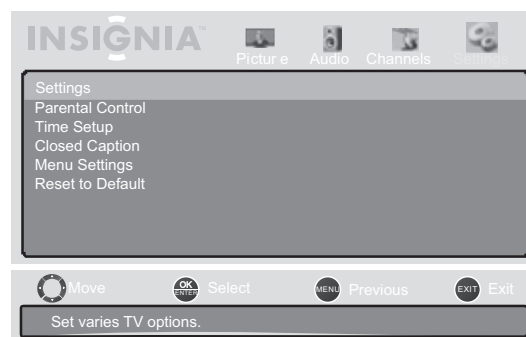 INSIGNIA™
Pictur e Audio Channels Settings
Settings
Parental Control
Time Setup
Closed Caption
Menu Settings
Reset to Default
Move OK ENTER Select MENU Previous EXIT Exit
Set varies TV options.